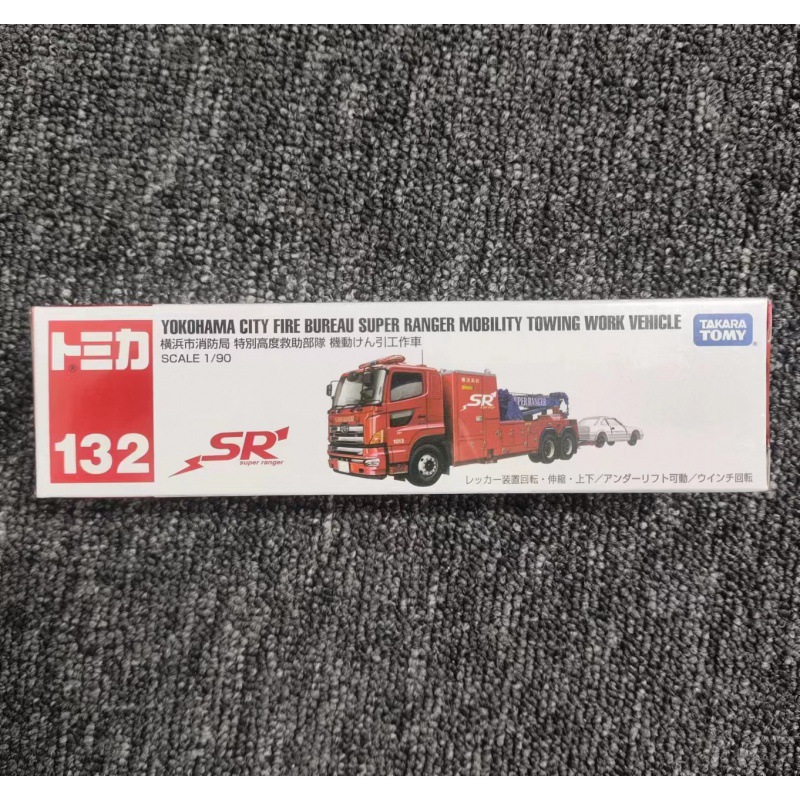 トミカ
132
YOKOHAMA CITY FIRE BUREAU SUPER RANGER MOBILITY TOWING WORK VEHICLE
横浜市消防局 特別高度救助部隊 機動けん引工作車
SCALE 1/90
TAKARA TOMY
SR
super ranger
SR
レッカー装置回転・伸縮・上下／アンダーリフト可動／ウインチ回転